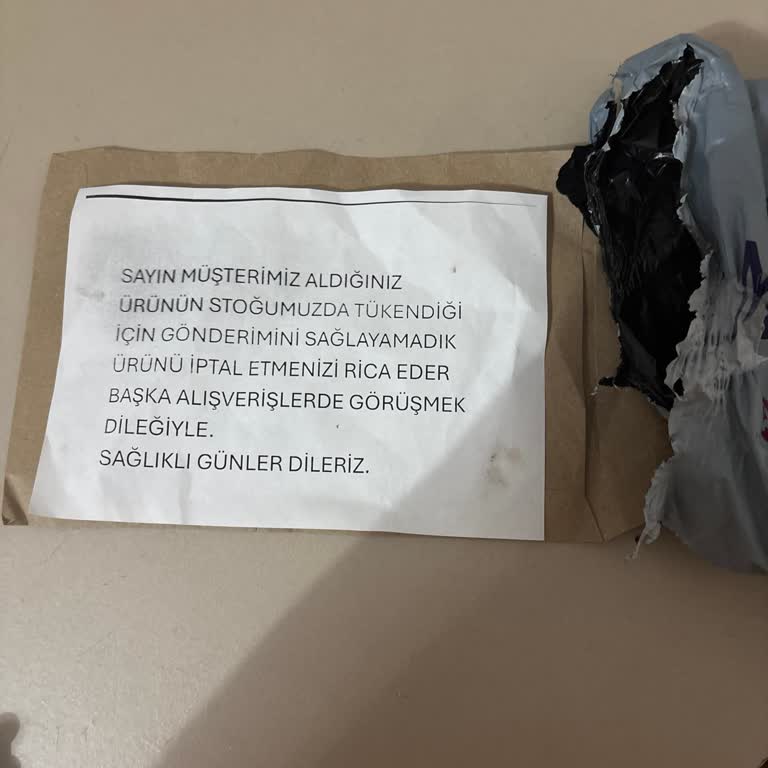 SAYIN MÜŞTERİMİZ ALDIĞINIZ
ÜRÜNÜN STOĞUMUZDA TÜKENDİĞİ
İÇİN GÖNDERİMİNİ SAĞLAYAMADIK
ÜRÜNÜ İPTAL ETMENİZİ RİCA EDER
BAŞKA ALIŞVERİŞLERDE GÖRÜŞMEK
DİLEĞİYLE.
SAĞLIKLI GÜNLER DİLERİZ.